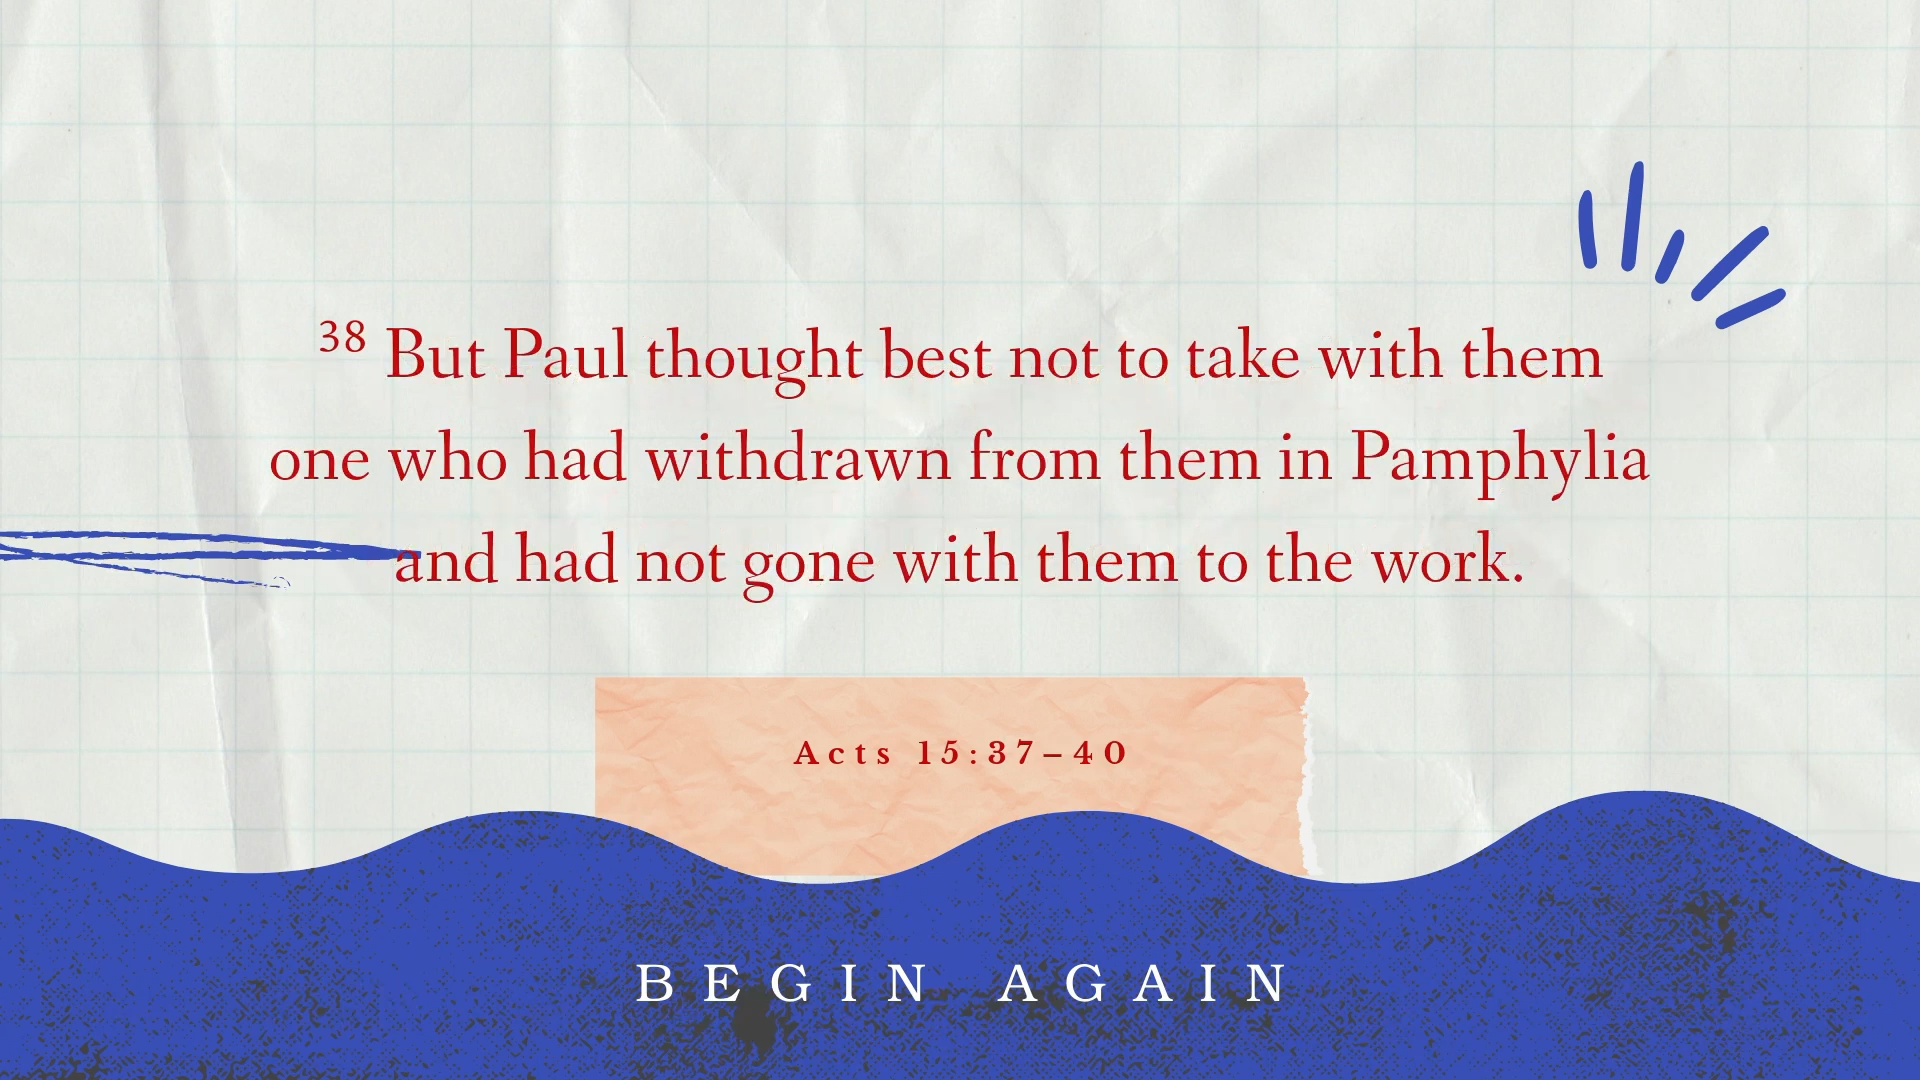 38 But Paul thought best not to take with them
one who had withdrawn from them in Pamphylia
and had not gone with them to the work.
Acts 15:37–40
BEGIN AGAIN